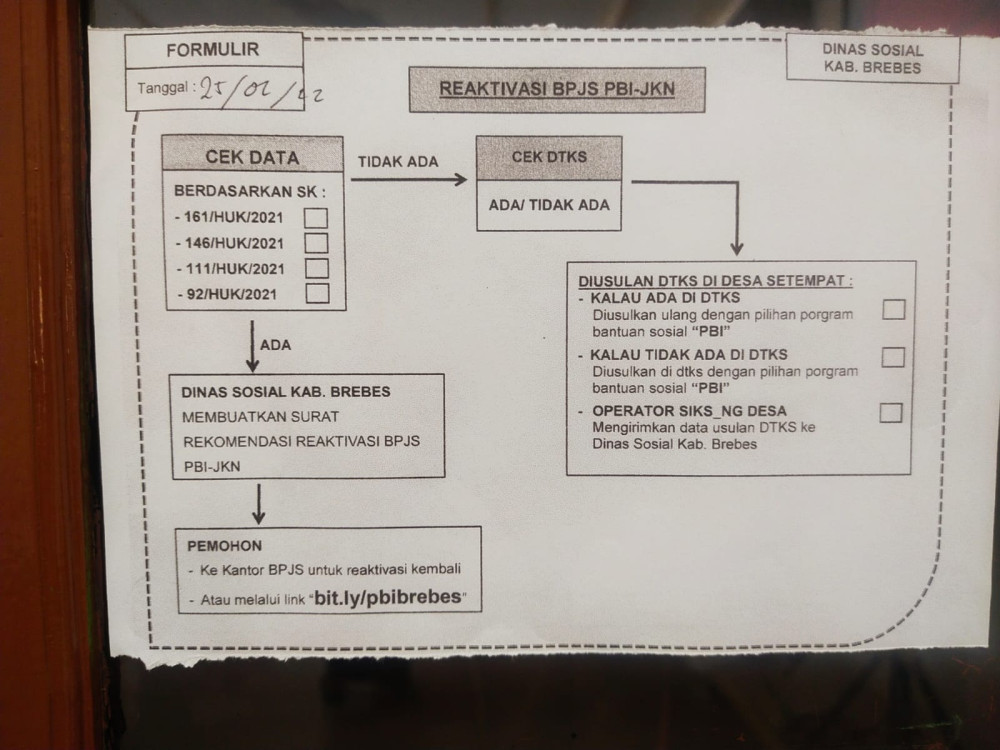 FORMULIR
Tanggal : 25/02/22
DINAS SOSIAL
KAB. BREBES
REAKTIVASI BPJS PBI-JKN
CEK DATA
BERDASARKAN SK :
- 161/HUK/2021
- 146/HUK/2021
- 111/HUK/2021
- 92/HUK/2021
TIDAK ADA
CEK DTKS
ADA/ TIDAK ADA
DIUSULAN DTKS DI DESA SETEMPAT :
- KALAU ADA DI DTKS
Diusulkan ulang dengan pilihan porgram
bantuan sosial “PBI”
- KALAU TIDAK ADA DI DTKS
Diusulkan di dtks dengan pilihan porgram
bantuan sosial “PBI”
- OPERATOR SIKS_NG DESA
Mengirimkan data usulan DTKS ke
Dinas Sosial Kab. Brebes
ADA
DINAS SOSIAL KAB. BREBES
MEMBUATKAN SURAT
REKOMENDASI REAKTIVASI BPJS
PBI-JKN
PEMOHON
- Ke Kantor BPJS untuk reaktivasi kembali
- Atau melalui link “bit.ly/pbibrebes”